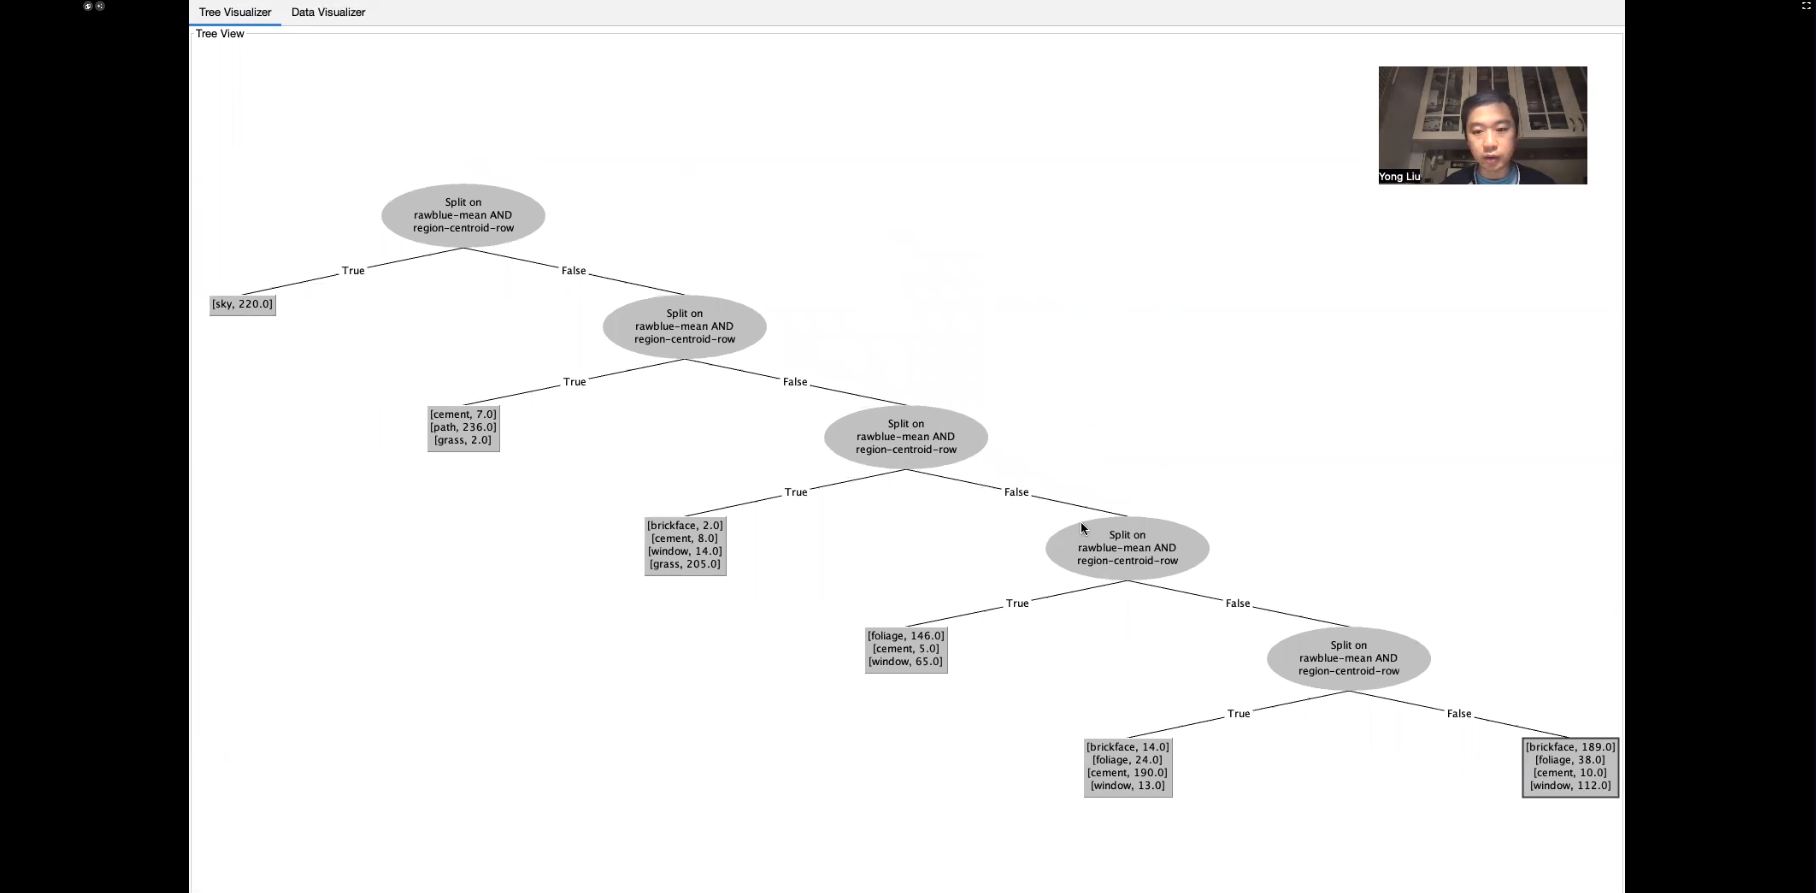 Tree Visualizer
Data Visualizer
Tree View
Yong Liu
Split on
rawblue-mean AND
region-centroid-row
True
False
[sky, 220.0]
Split on
rawblue-mean AND
region-centroid-row
True
False
[cement, 7.0]
[path, 236.0]
[grass, 2.0]
Split on
rawblue-mean AND
region-centroid-row
True
False
[brickface, 2.0]
[cement, 8.0]
[window, 14.0]
[grass, 205.0]
Split on
rawblue-mean AND
region-centroid-row
True
False
[foliage, 146.0]
[cement, 5.0]
[window, 65.0]
Split on
rawblue-mean AND
region-centroid-row
True
False
[brickface, 14.0]
[foliage, 24.0]
[cement, 190.0]
[window, 13.0]
[brickface, 189.0]
[foliage, 38.0]
[cement, 10.0]
[window, 112.0]